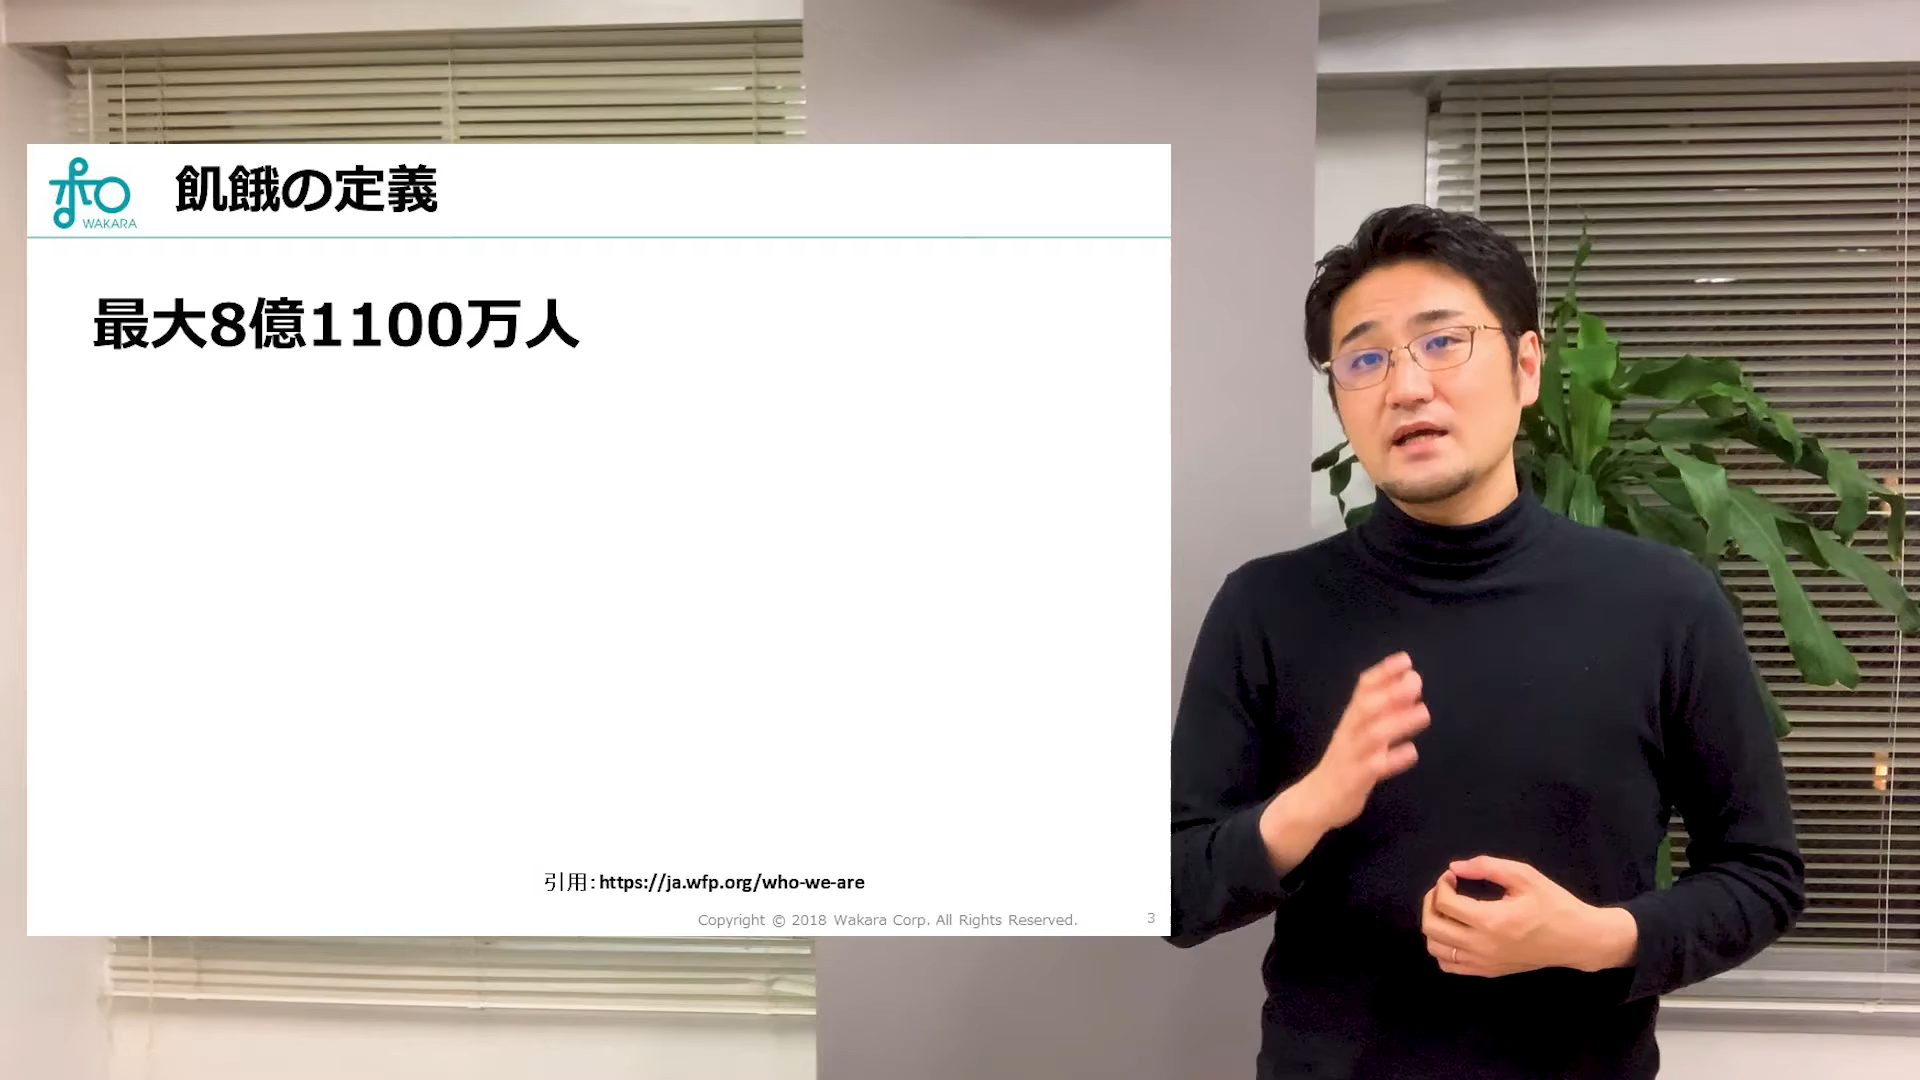 WAKARA
飢餓の定義
最大8億1100万人
引用: https://ja.wfp.org/who-we-are
Copyright © 2018 Wakara Corp. All Rights Reserved.
3